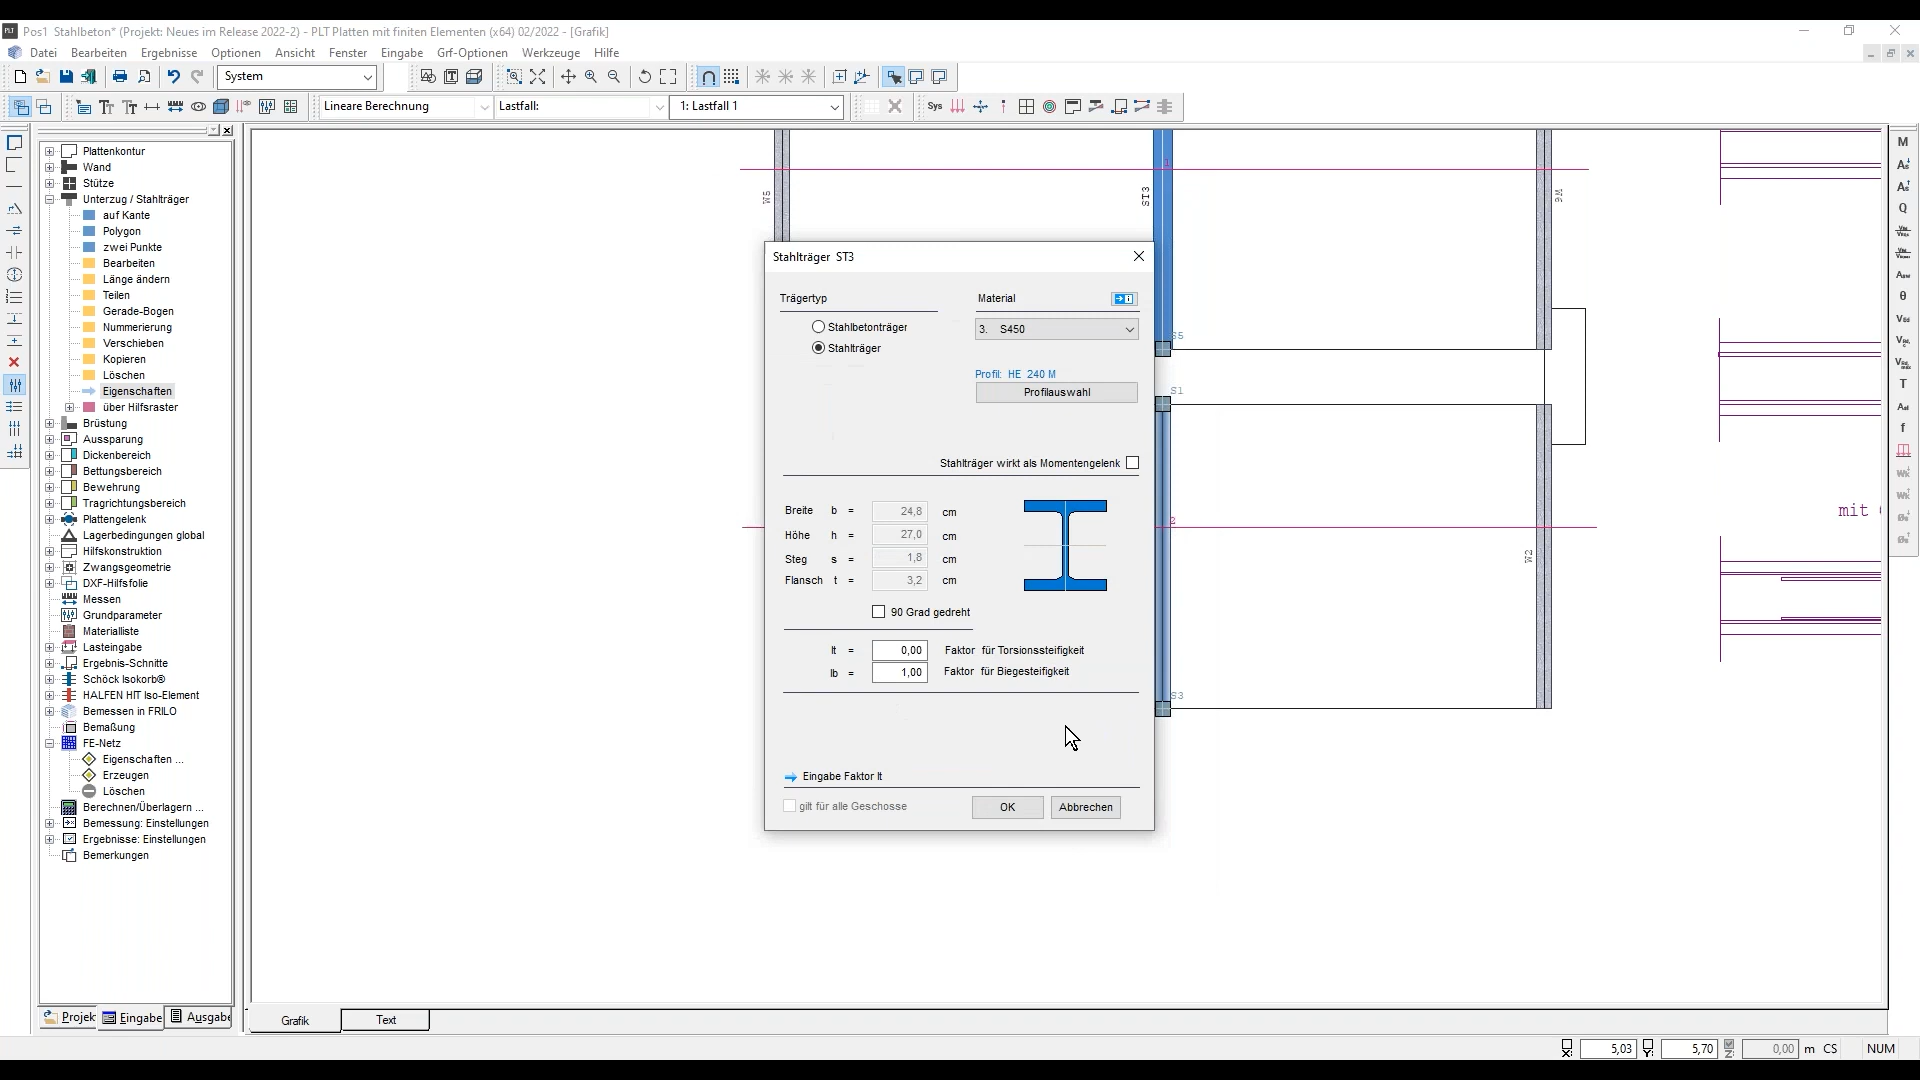 Pos1 Stahlbeton* (Projekt: Neues im Release 2022-2) - PLT Platten mit finiten Elementen (x64) 02/2022 - [Grafik]
Datei Bearbeiten Ergebnisse Optionen Ansicht Fenster Eingabe Grf-Optionen Werkzeuge Hilfe
System
Lineare Berechnung Lastfall: 1: Lastfall 1 Sys
Plattenkontur
Wand
Stütze
Unterzug / Stahlträger
auf Kante
Polygon
zwei Punkte
Bearbeiten
Länge ändern
Teilen
Gerade-Bogen
Nummerierung
Verschieben
Kopieren
Löschen
Eigenschaften
über Hilfsraster
Brüstung
Aussparung
Dickenbereich
Bettungsbereich
Bewehrung
Tragrichtungsbereich
Plattengelenk
Lagerbedingungen global
Hilfskonstruktion
Zwangsgeometrie
DXF-Hilfsfolie
Messen
Grundparameter
Materialliste
Lasteingabe
Ergebnis-Schnitte
Schöck Isokorb®
HALFEN HIT Iso-Element
Bemessen in FRILO
Bemaßung
FE-Netz
Eigenschaften ...
Erzeugen
Löschen
Berechnen/Überlagern ...
Bemessung: Einstellungen
Ergebnisse: Einstellungen
Bemerkungen
Projek Eingabe Ausgabe
W5
ST3
W6
1
S5
S1
2
W2
S3
mit
Stahlträger ST3
Trägertyp Material
Stahlbetonträger
Stahlträger
3. S450
Profil: HE 240 M
Profilauswahl
Stahlträger wirkt als Momentengelenk
Breite b = 24,8 cm
Höhe h = 27,0 cm
Steg s = 1,8 cm
Flansch t = 3,2 cm
90 Grad gedreht
It = 0,00 Faktor für Torsionssteifigkeit
Ib = 1,00 Faktor für Biegesteifigkeit
Eingabe Faktor It
gilt für alle Geschosse OK Abbrechen
M
Q
θ
T
f
Grafik Text
X: 5,03 Y: 5,70 Z: 0,00 m CS NUM